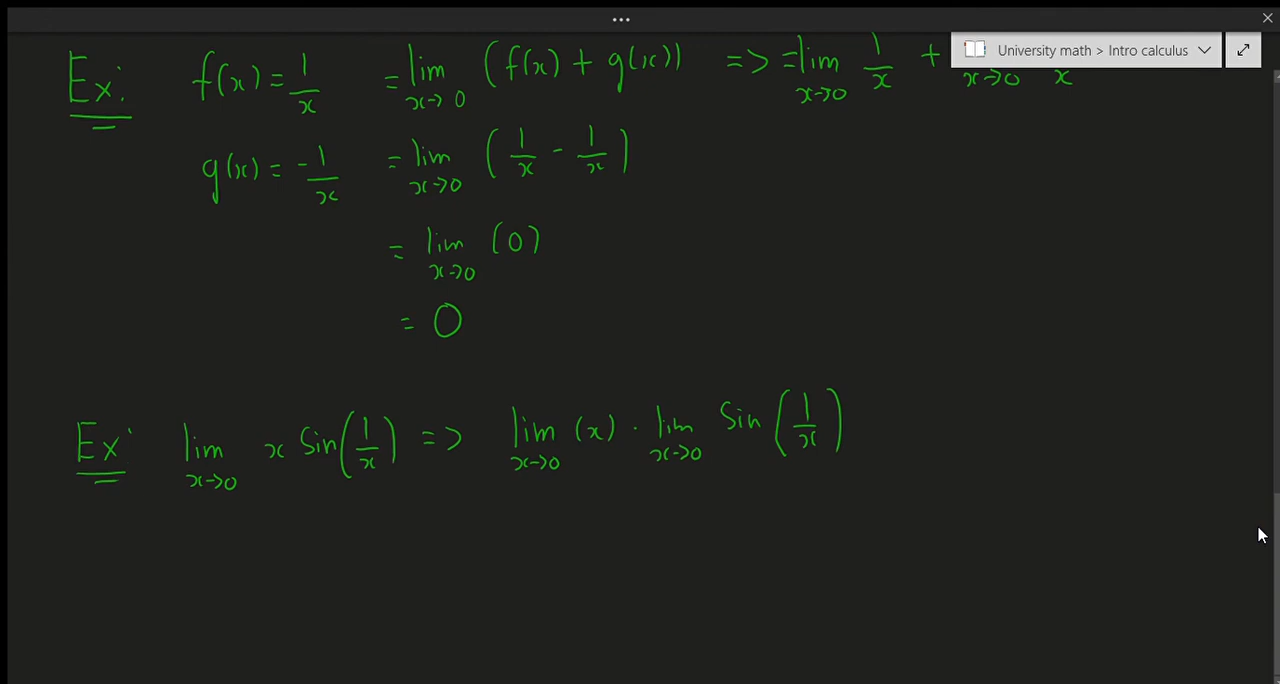 University math > Intro calculus
Ex: f(x) = 1/x = lim x→0 (f(x) + g(x)) => = lim x→0 1/x + x→0 x
g(x) = -1/x = lim x→0 (1/x - 1/x)
= lim x→0 (0)
= 0
Ex: lim x→0 x Sin(1/x) => lim x→0 (x) · lim x→0 Sin(1/x)